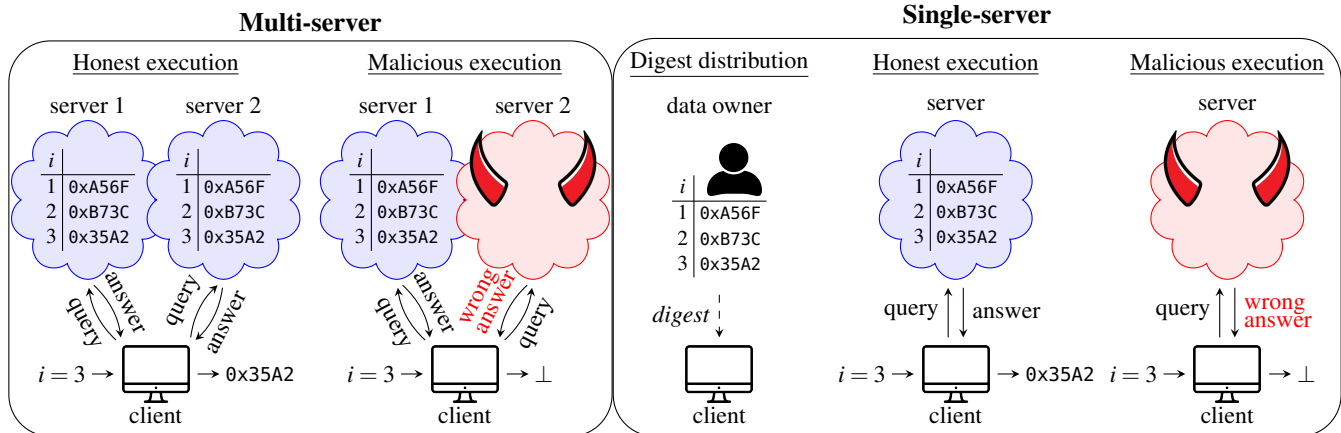 Multi-server
Honest execution
server 1 server 2
i
1 0xA56F
2 0xB73C
3 0x35A2
i
1 0xA56F
2 0xB73C
3 0x35A2
query
answer
query
answer
i = 3 → → 0x35A2
client
Malicious execution
server 1 server 2
i
1 0xA56F
2 0xB73C
3 0x35A2
query
answer
wrong
answer
query
i = 3 → → ⊥
client
Single-server
Digest distribution
data owner
i
1 0xA56F
2 0xB73C
3 0x35A2
digest
client
Honest execution
server
i
1 0xA56F
2 0xB73C
3 0x35A2
query answer
i = 3 → → 0x35A2
client
Malicious execution
server
query
wrong
answer
i = 3 → → ⊥
client